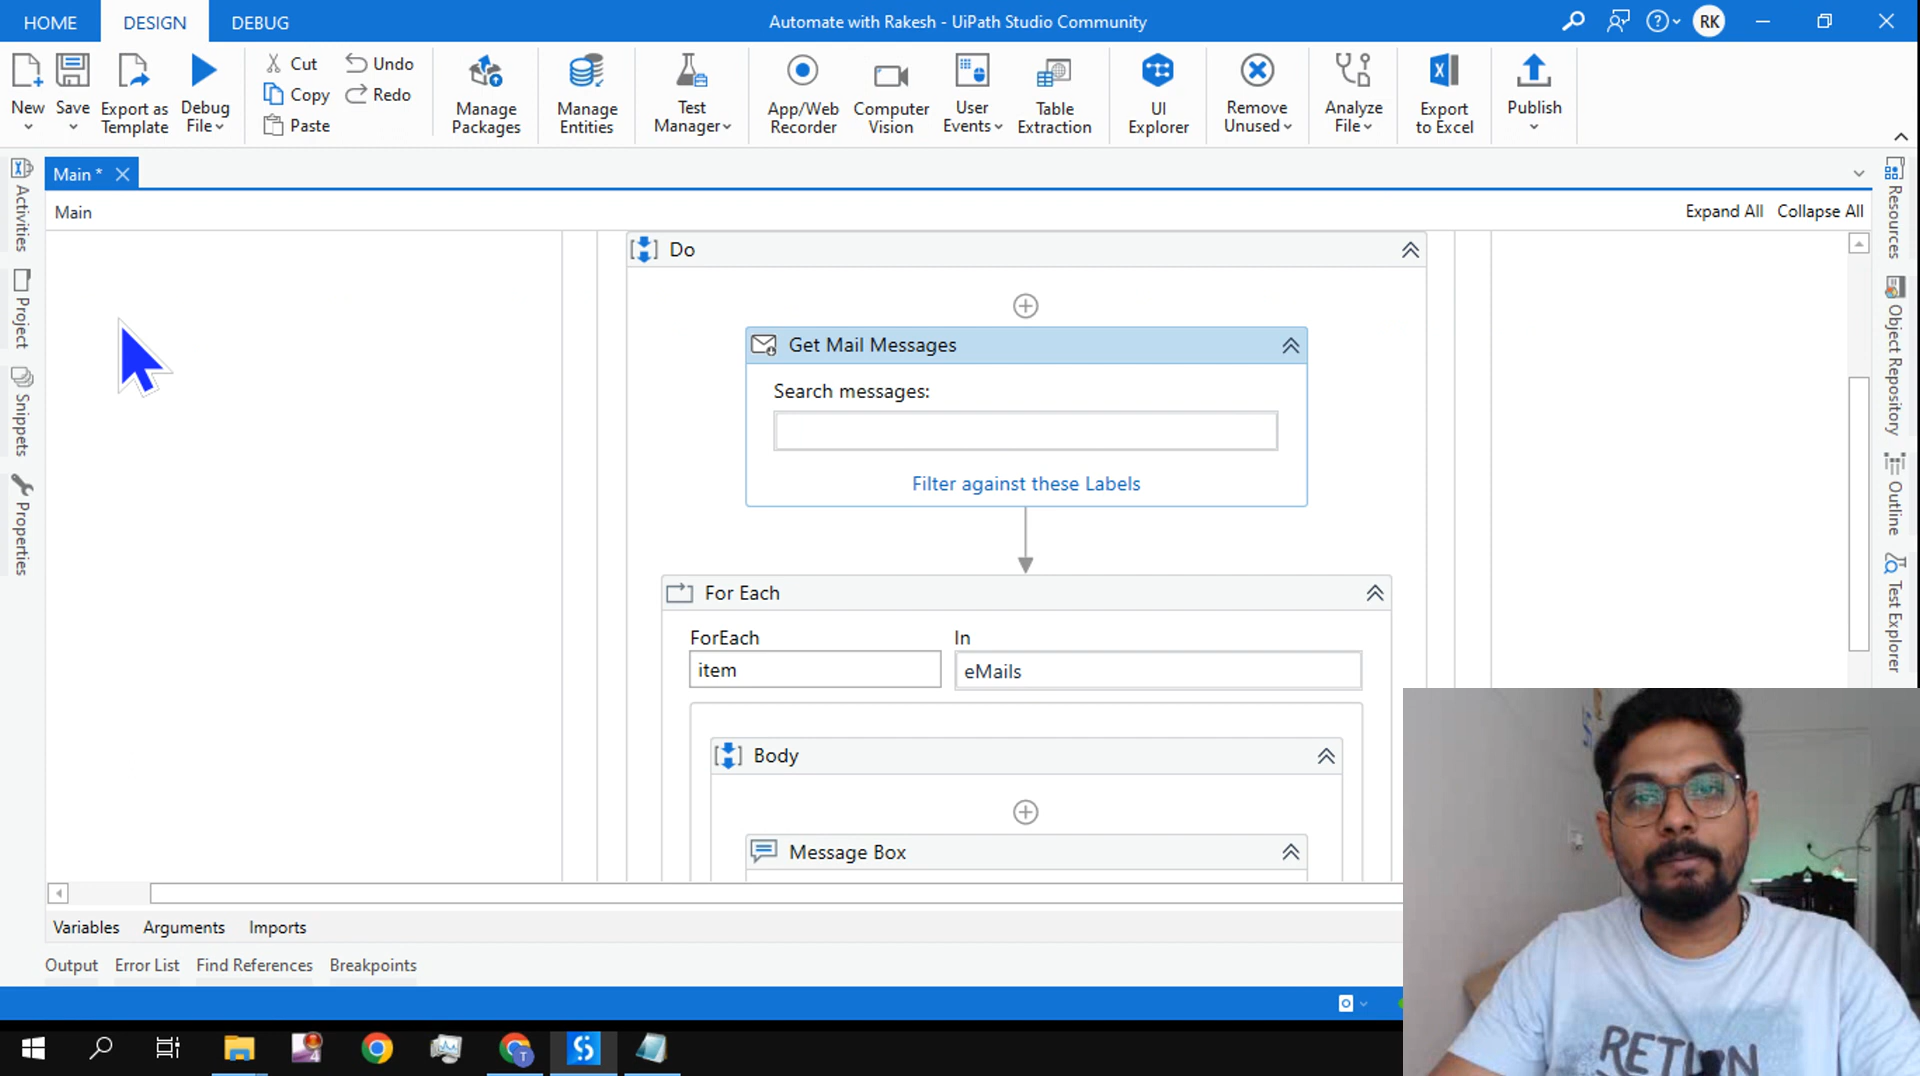 HOME DESIGN DEBUG
Automate with Rakesh - UiPath Studio Community
RK
New
Save
Export as Template
Debug File
Cut
Copy
Paste
Undo
Redo
Manage Packages
Manage Entities
Test Manager
App/Web Recorder
Computer Vision
User Events
Table Extraction
UI Explorer
Remove Unused
Analyze File
Export to Excel
Publish
Main *
Main
Expand All Collapse All
Activities
Project
Snippets
Properties
Resources
Object Repository
Outline
Test Explorer
Do
Get Mail Messages
Search messages:
Filter against these Labels
For Each
ForEach In
item eMails
Body
Message Box
Variables Arguments Imports
Output Error List Find References Breakpoints
4
T
RETURN